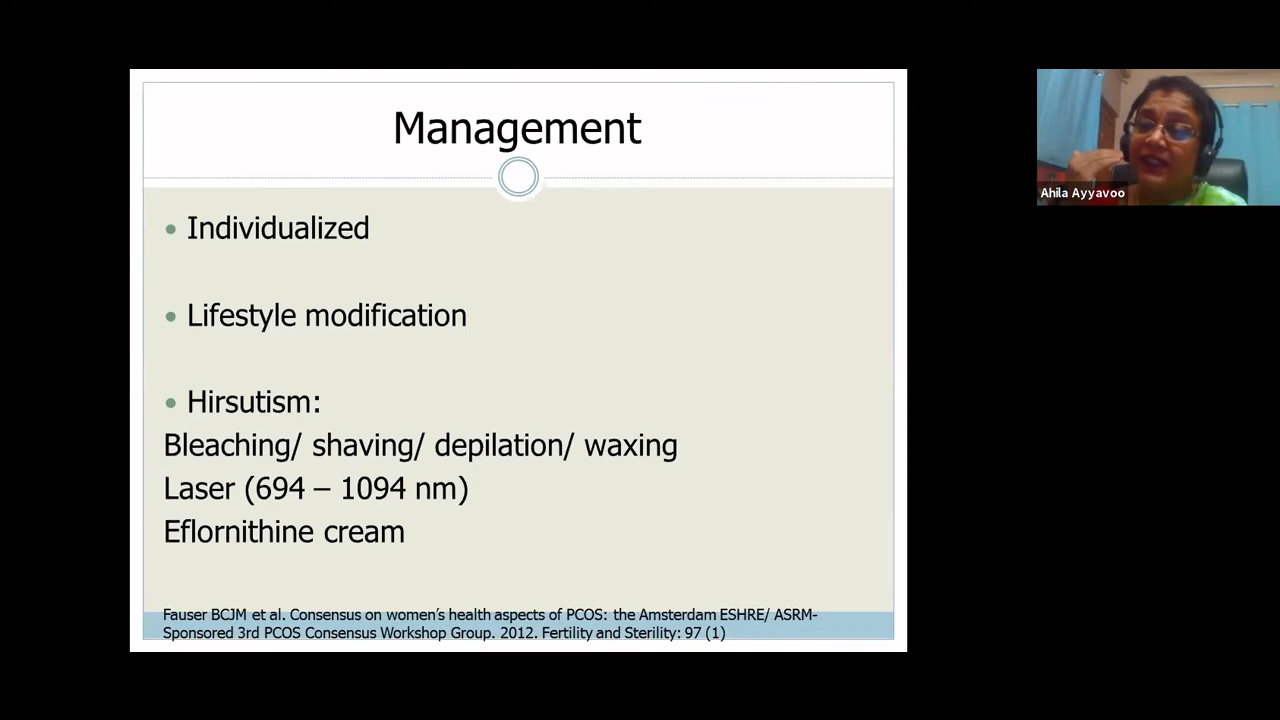 Management
Individualized
Lifestyle modification
Hirsutism:
Bleaching/ shaving/ depilation/ waxing
Laser (694 – 1094 nm)
Eflornithine cream
Fauser BCJM et al. Consensus on women’s health aspects of PCOS: the Amsterdam ESHRE/ ASRM-
Sponsored 3rd PCOS Consensus Workshop Group. 2012. Fertility and Sterility: 97 (1)
Ahila Ayyavoo